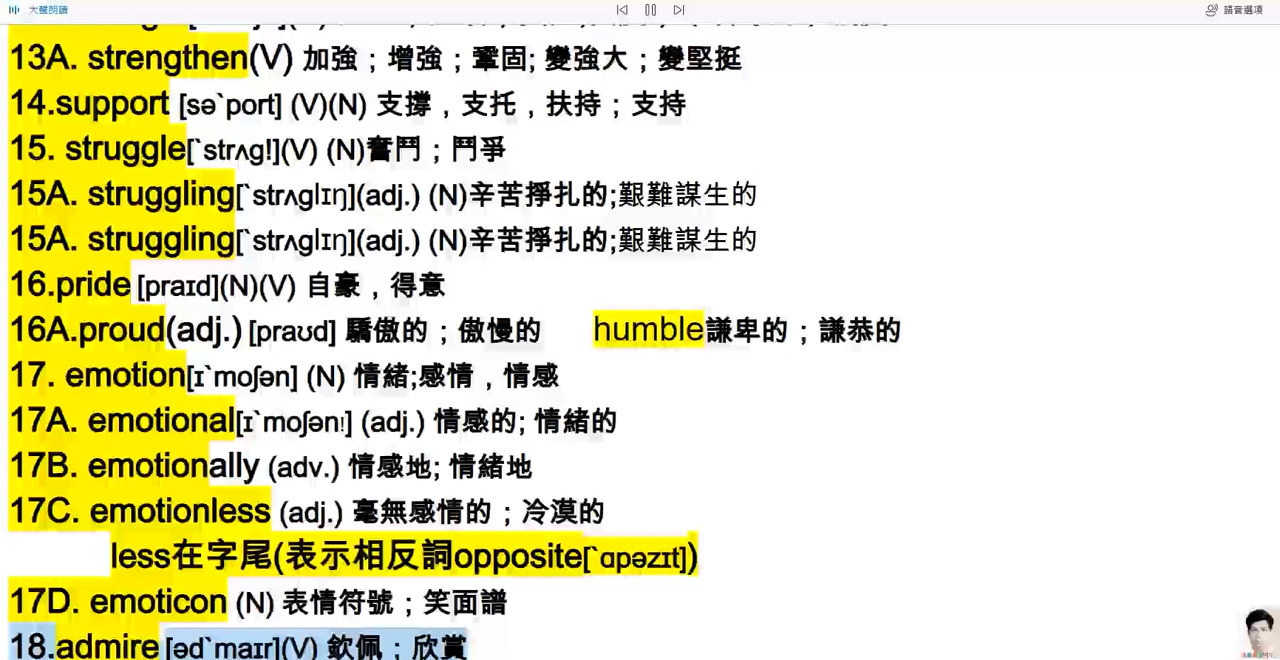 大聲朗讀
語音選項
13A. strengthen(V) 加強；增強；鞏固; 變強大；變堅挺
14.support [sə`port] (V)(N) 支撐，支托，扶持；支持
15. struggle[`strʌg!](V) (N)奮鬥；鬥爭
15A. struggling[`strʌglɪŋ](adj.) (N)辛苦掙扎的;艱難謀生的
15A. struggling[`strʌglɪŋ](adj.) (N)辛苦掙扎的;艱難謀生的
16.pride [praɪd](N)(V) 自豪，得意
16A.proud(adj.) [praʊd] 驕傲的；傲慢的 humble謙卑的；謙恭的
17. emotion[ɪ`moʃən] (N) 情緒;感情，情感
17A. emotional[ɪ`moʃən!] (adj.) 情感的; 情緒的
17B. emotionally (adv.) 情感地; 情緒地
17C. emotionless (adj.) 毫無感情的；冷漠的
less在字尾(表示相反詞opposite[`ɑpəzɪt])
17D. emoticon (N) 表情符號；笑面譜
18.admire [əd`maɪr](V) 欽佩；欣賞